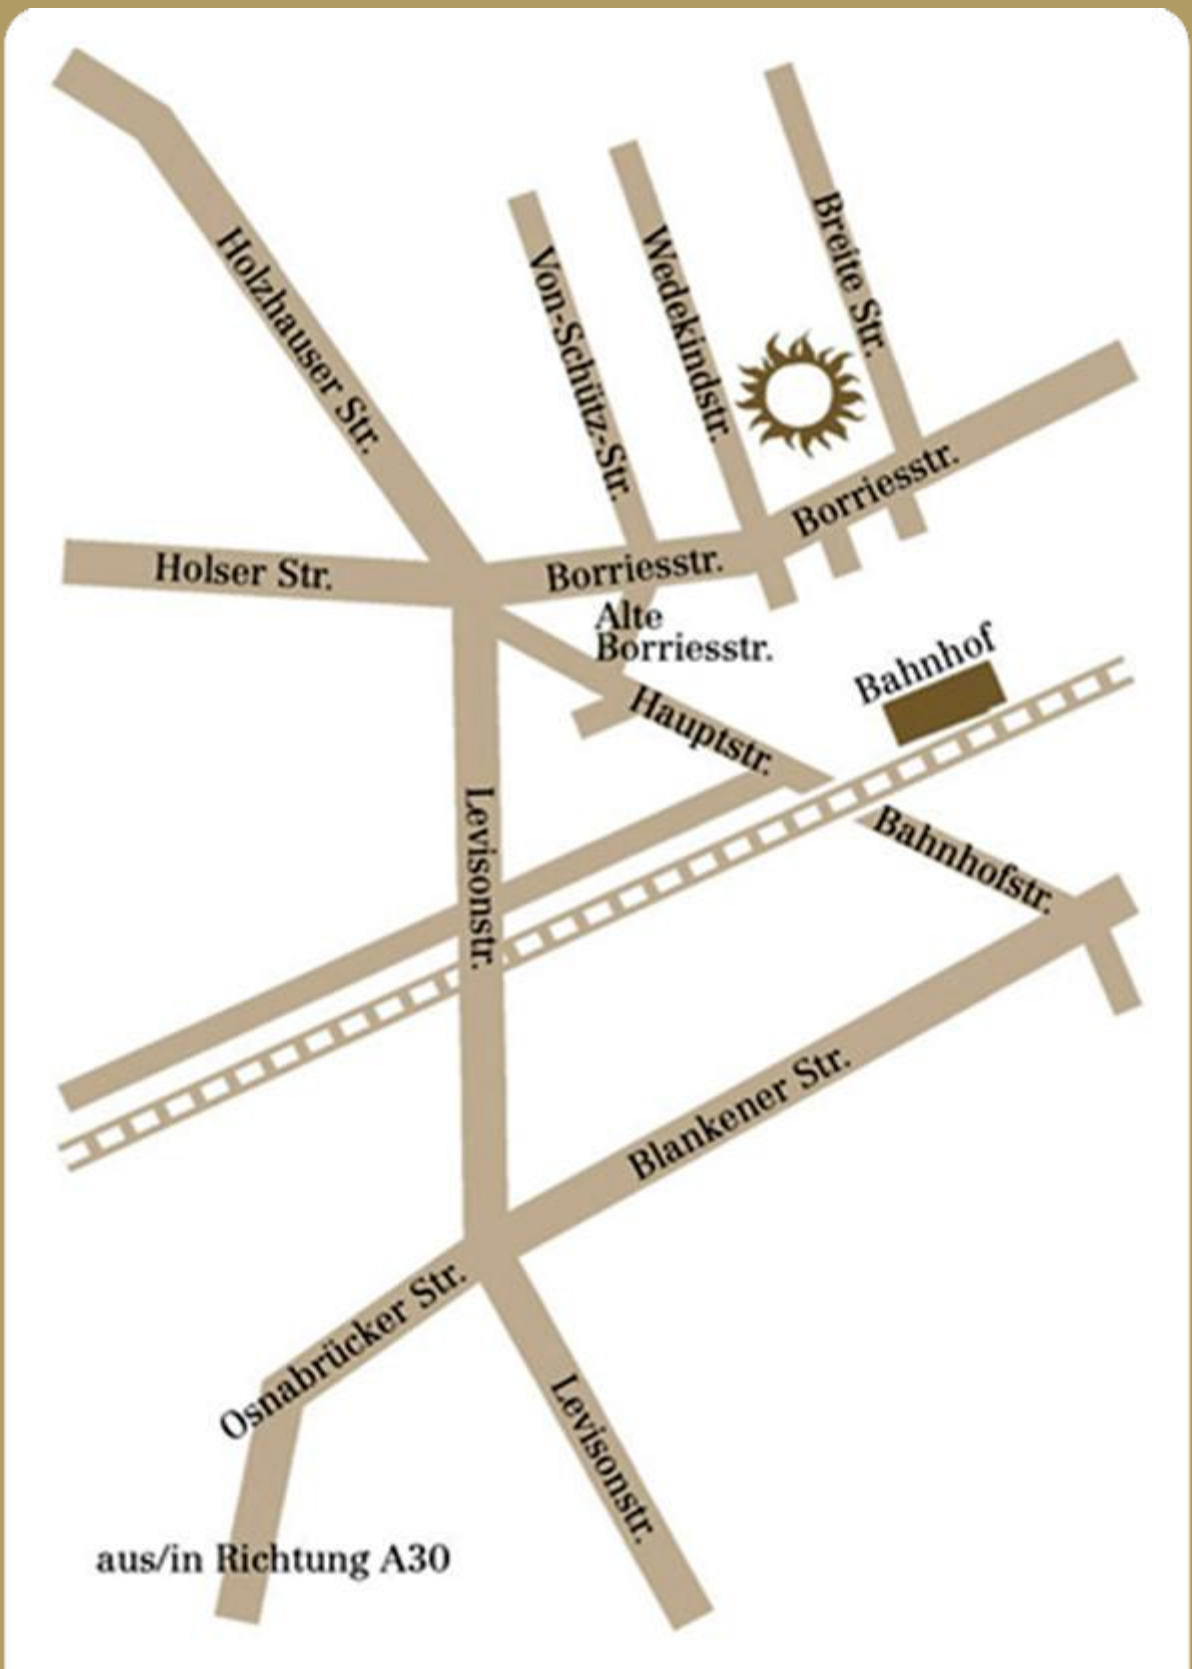 Breite Str.
Wedekindstr.
Von-Schütz-Str.
Holzhauser Str.
Borriesstr.
Holser Str.
Borriesstr.
Alte
Borriesstr.
Bahnhof
Hauptstr.
Levisonstr.
Bahnhofstr.
Blankener Str.
Osnabrücker Str.
Levisonstr.
aus/in Richtung A30